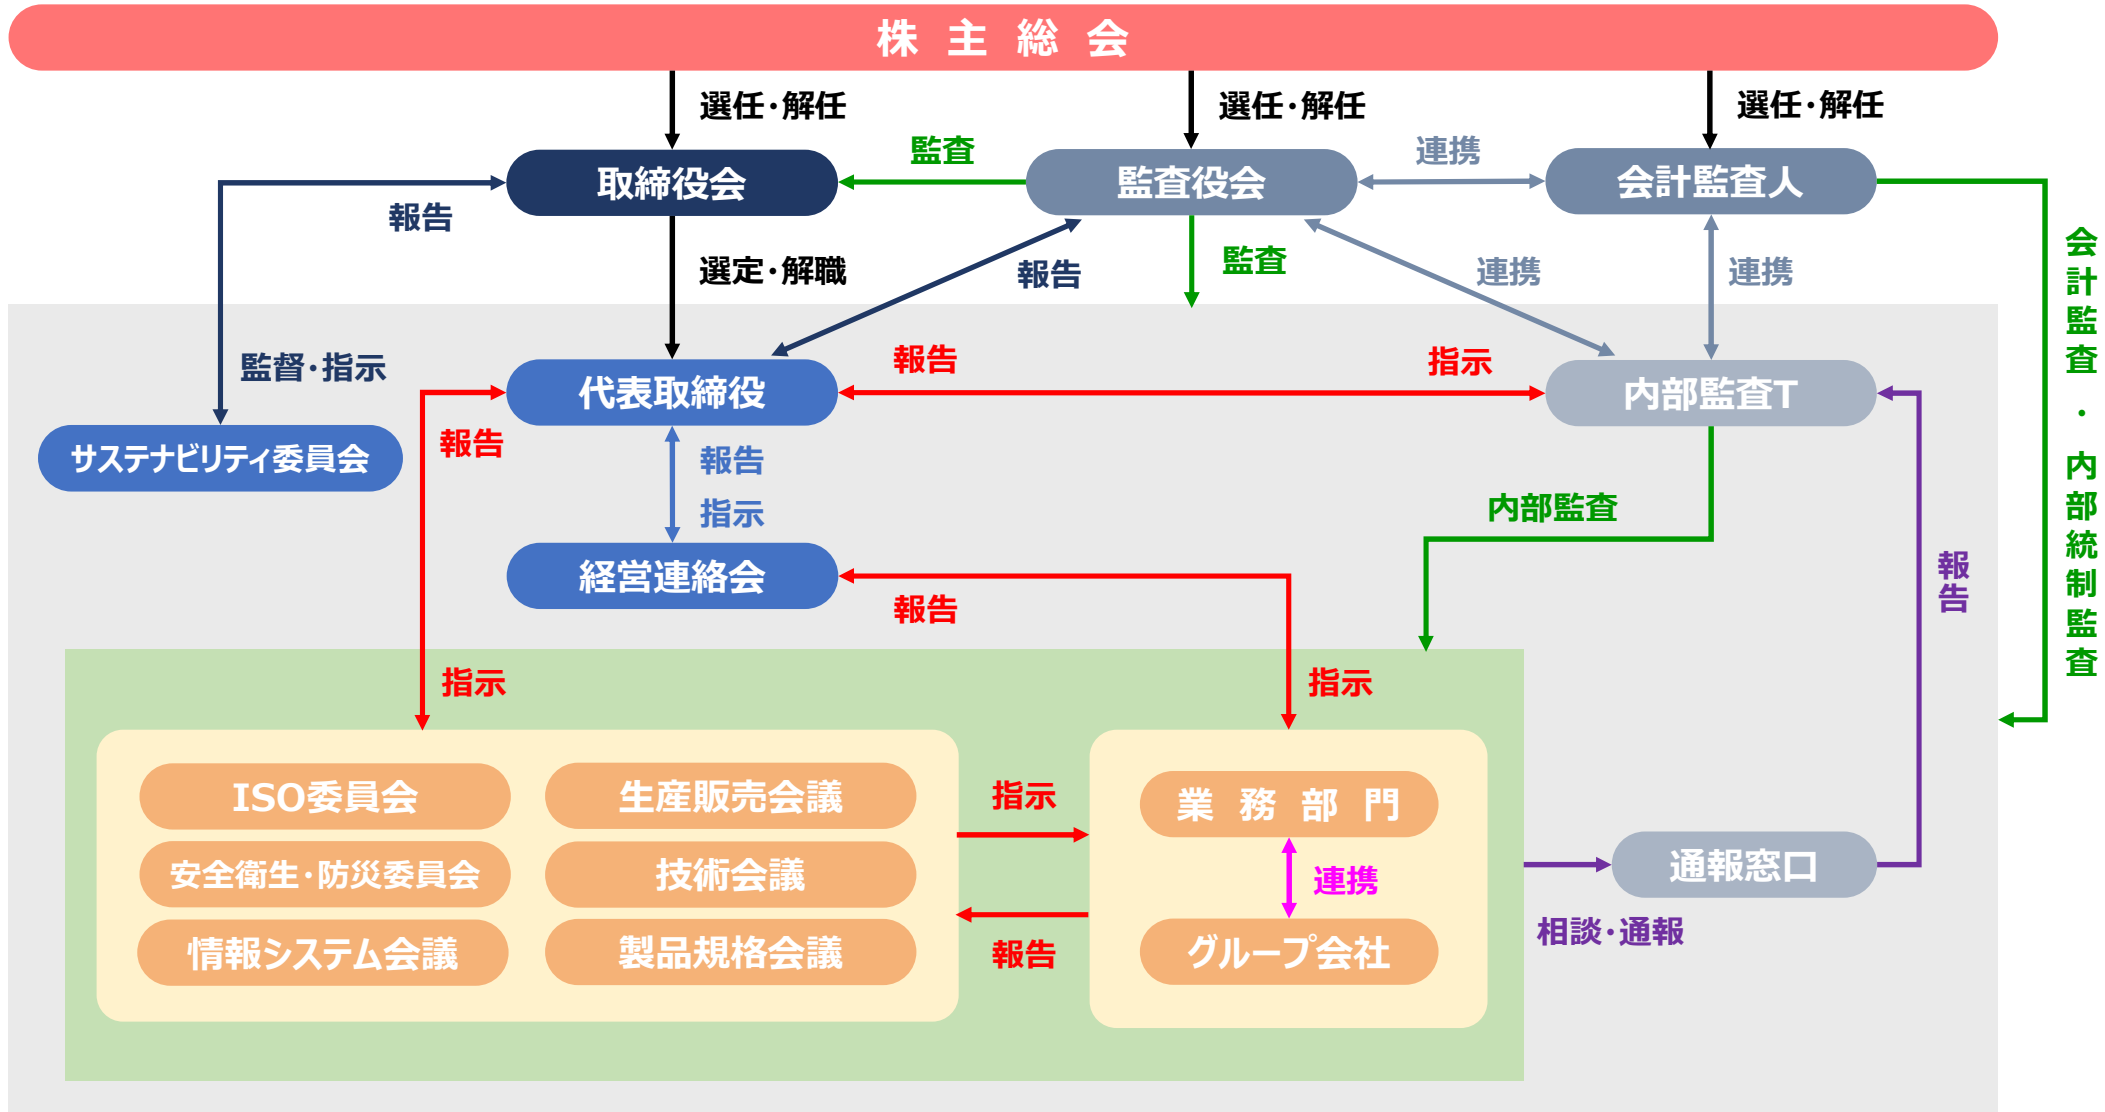 株主総会
選任・解任
選任・解任
選任・解任
監査
連携
取締役会
監査役会
会計監査人
報告
選定・解職
報告
監査
連携
連携
会計監査・内部統制監査
監督・指示
代表取締役
報告
指示
内部監査T
報告
サステナビリティ委員会
報告
指示
内部監査
経営連絡会
報告
報告
指示
指示
ISO委員会
生産販売会議
指示
業務部門
安全衛生・防災委員会
技術会議
連携
通報窓口
情報システム会議
製品規格会議
報告
グループ会社
相談・通報